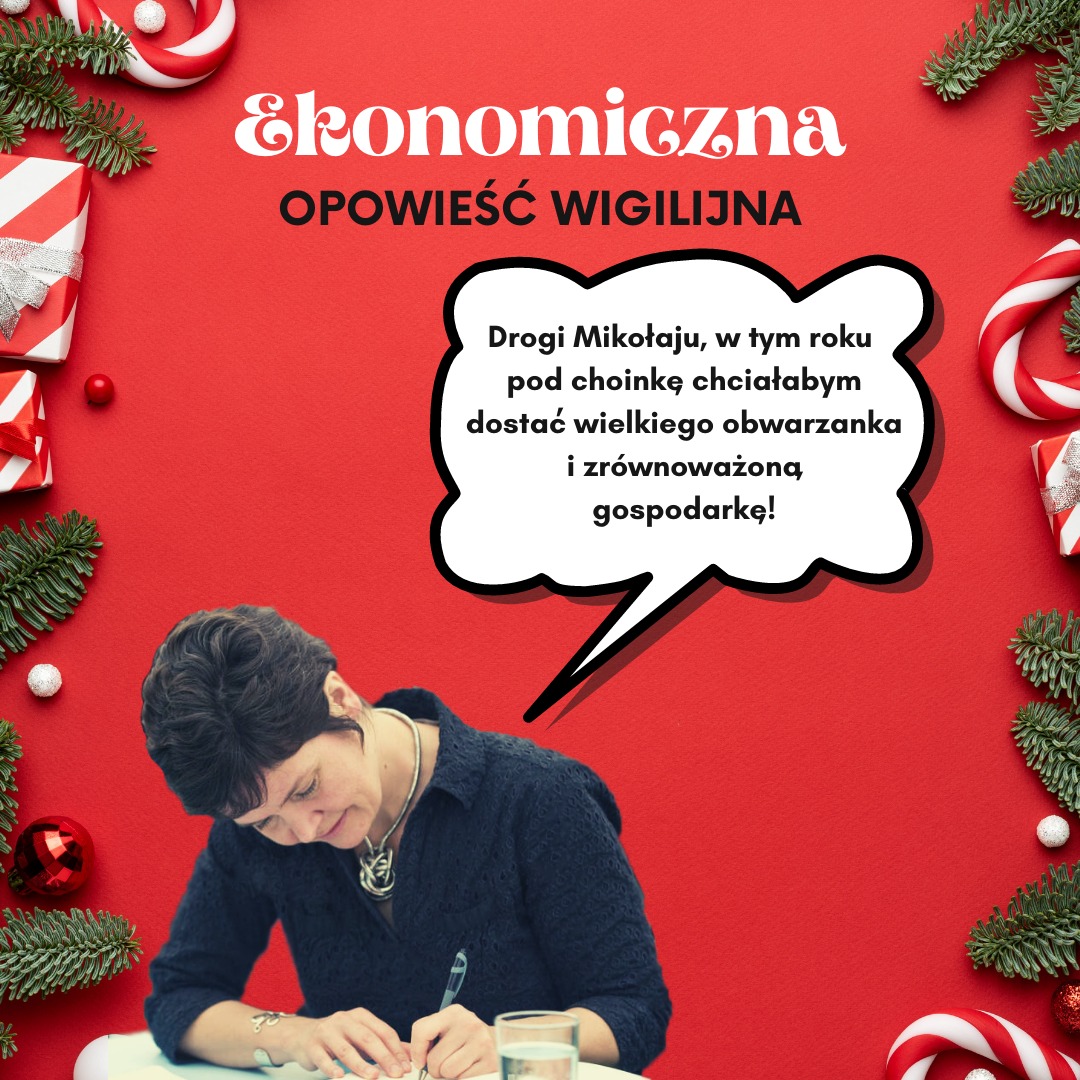 Ekonomiczna
OPOWIEŚĆ WIGILIJNA
Drogi Mikołaju, w tym roku
pod choinkę chciałabym
dostać wielkiego obwarzanka
i zrównoważoną
gospodarkę!